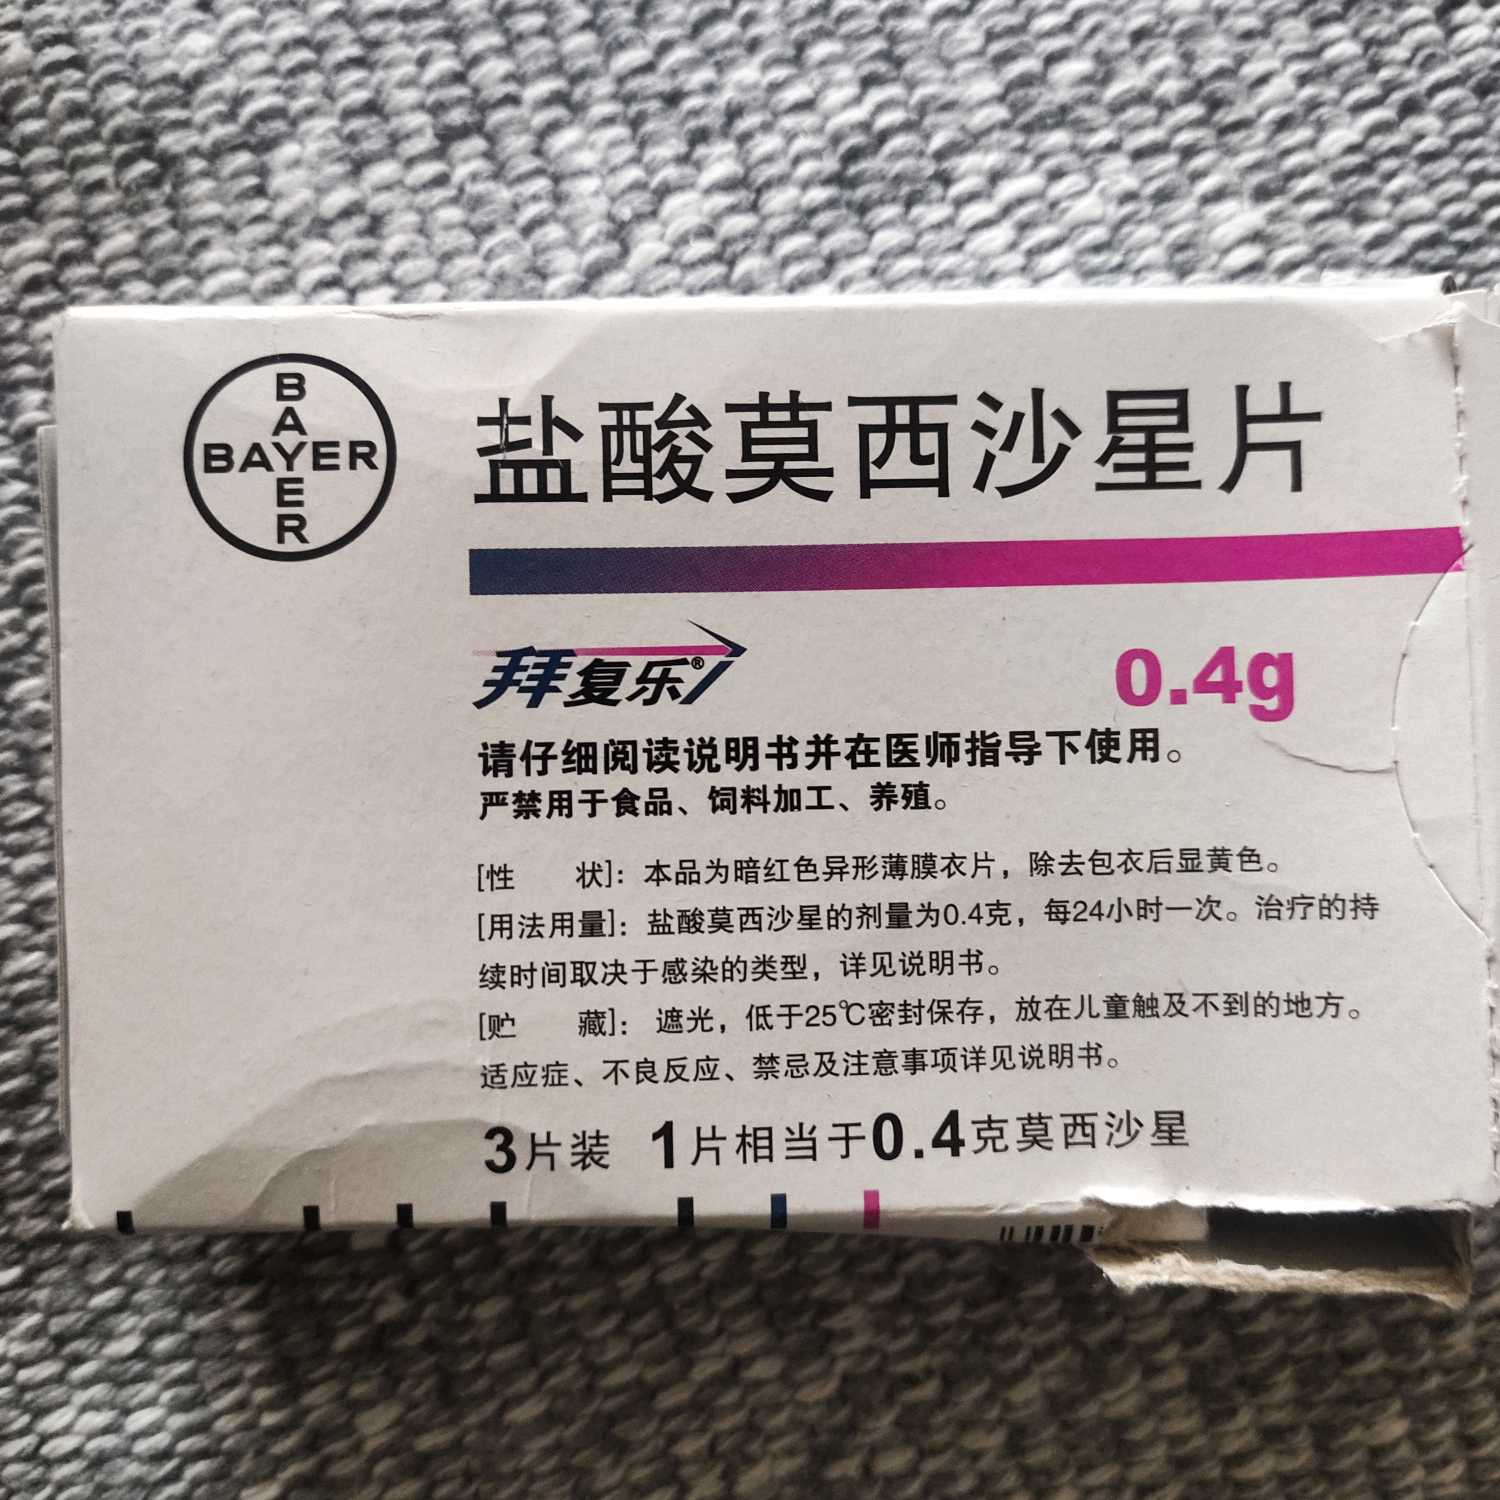 BAYER
BAYER
盐酸莫西沙星片
拜复乐®
0.4g
请仔细阅读说明书并在医师指导下使用。
严禁用于食品、饲料加工、养殖。
[性　　状]：本品为暗红色异形薄膜衣片，除去包衣后显黄色。
[用法用量]：盐酸莫西沙星的剂量为0.4克，每24小时一次。治疗的持
续时间取决于感染的类型，详见说明书。
[贮　　藏]： 遮光，低于25℃密封保存，放在儿童触及不到的地方。
适应症、不良反应、禁忌及注意事项详见说明书。
3片装 1片相当于0.4克莫西沙星